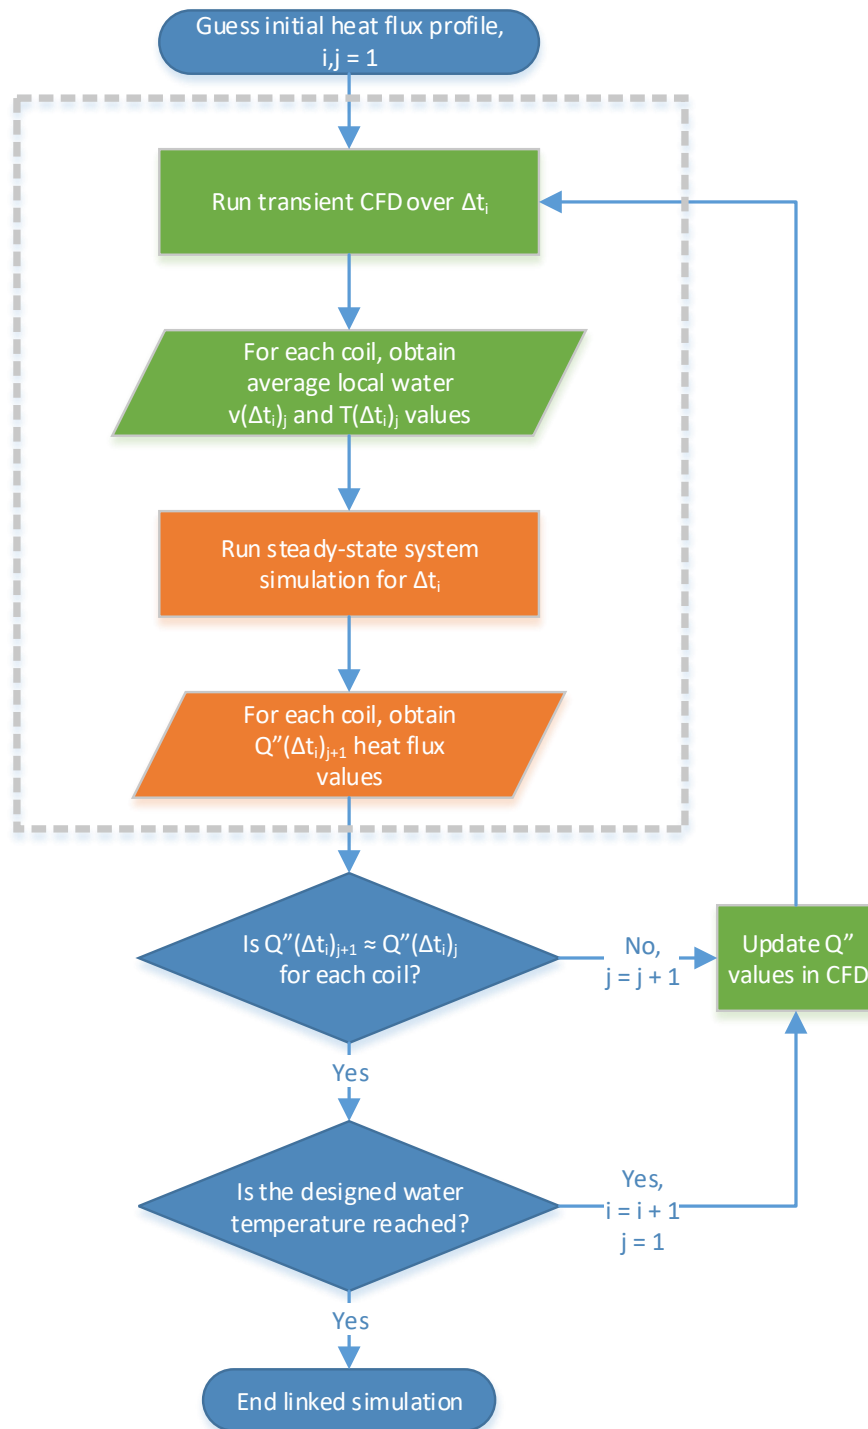 Guess initial heat flux profile,
i,j = 1
Run transient CFD over Δtᵢ
For each coil, obtain
average local water
v(Δtᵢ)ⱼ and T(Δtᵢ)ⱼ values
Run steady-state system
simulation for Δtᵢ
For each coil, obtain
Q”(Δtᵢ)ⱼ₊₁ heat flux
values
Is Q”(Δtᵢ)ⱼ₊₁ ≈ Q”(Δtᵢ)ⱼ
for each coil?
No,
j = j + 1
Update Q”
values in CFD
Yes
Is the designed water
temperature reached?
Yes,
i = i + 1
j = 1
Yes
End linked simulation